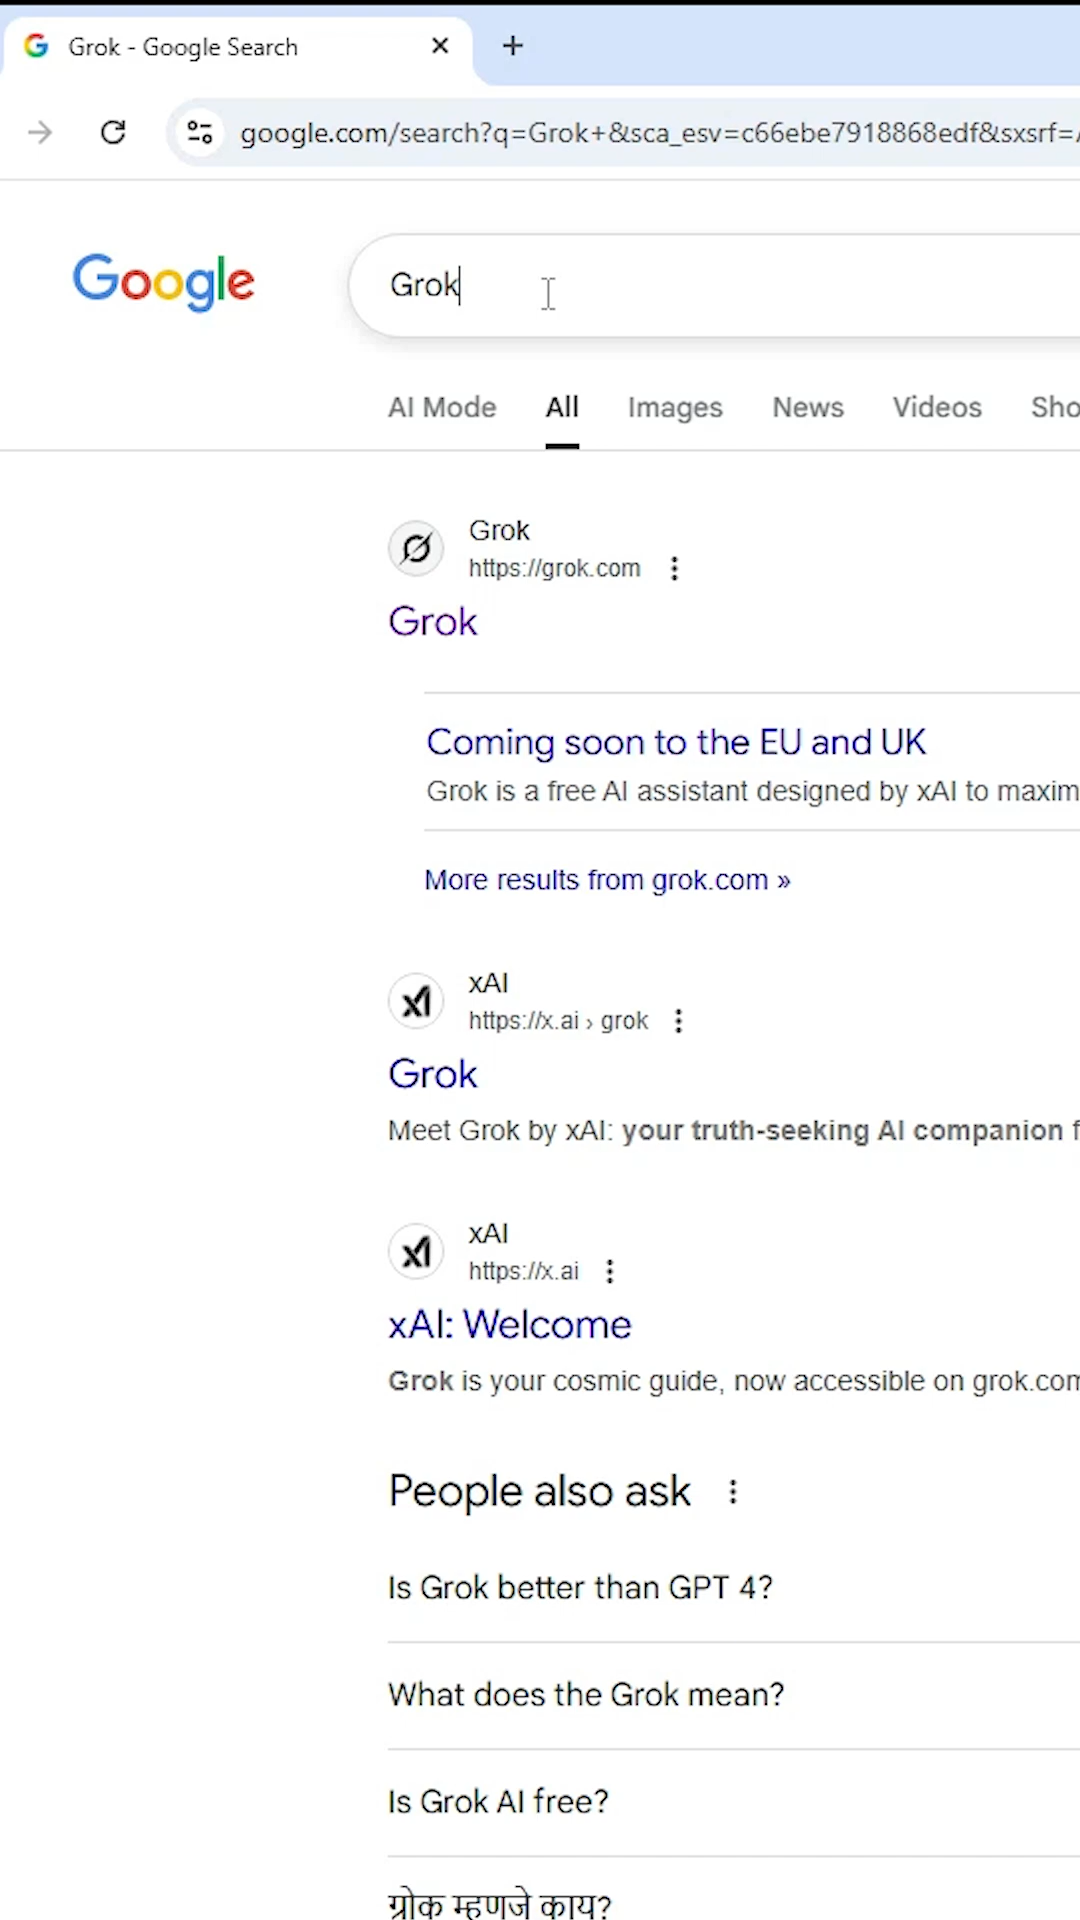 Grok - Google Search
google.com/search?q=Grok+&sca_esv=c66ebe7918868edf&sxsrf=
Google
Grok
AI Mode All Images News Videos Sho
Grok
https://grok.com
Grok
Coming soon to the EU and UK
Grok is a free AI assistant designed by xAI to maxim
More results from grok.com »
xAI
https://x.ai › grok
Grok
Meet Grok by xAI: your truth-seeking AI companion f
xAI
https://x.ai
xAI: Welcome
Grok is your cosmic guide, now accessible on grok.com
People also ask
Is Grok better than GPT 4?
What does the Grok mean?
Is Grok AI free?
ग्रोक म्हणजे काय?